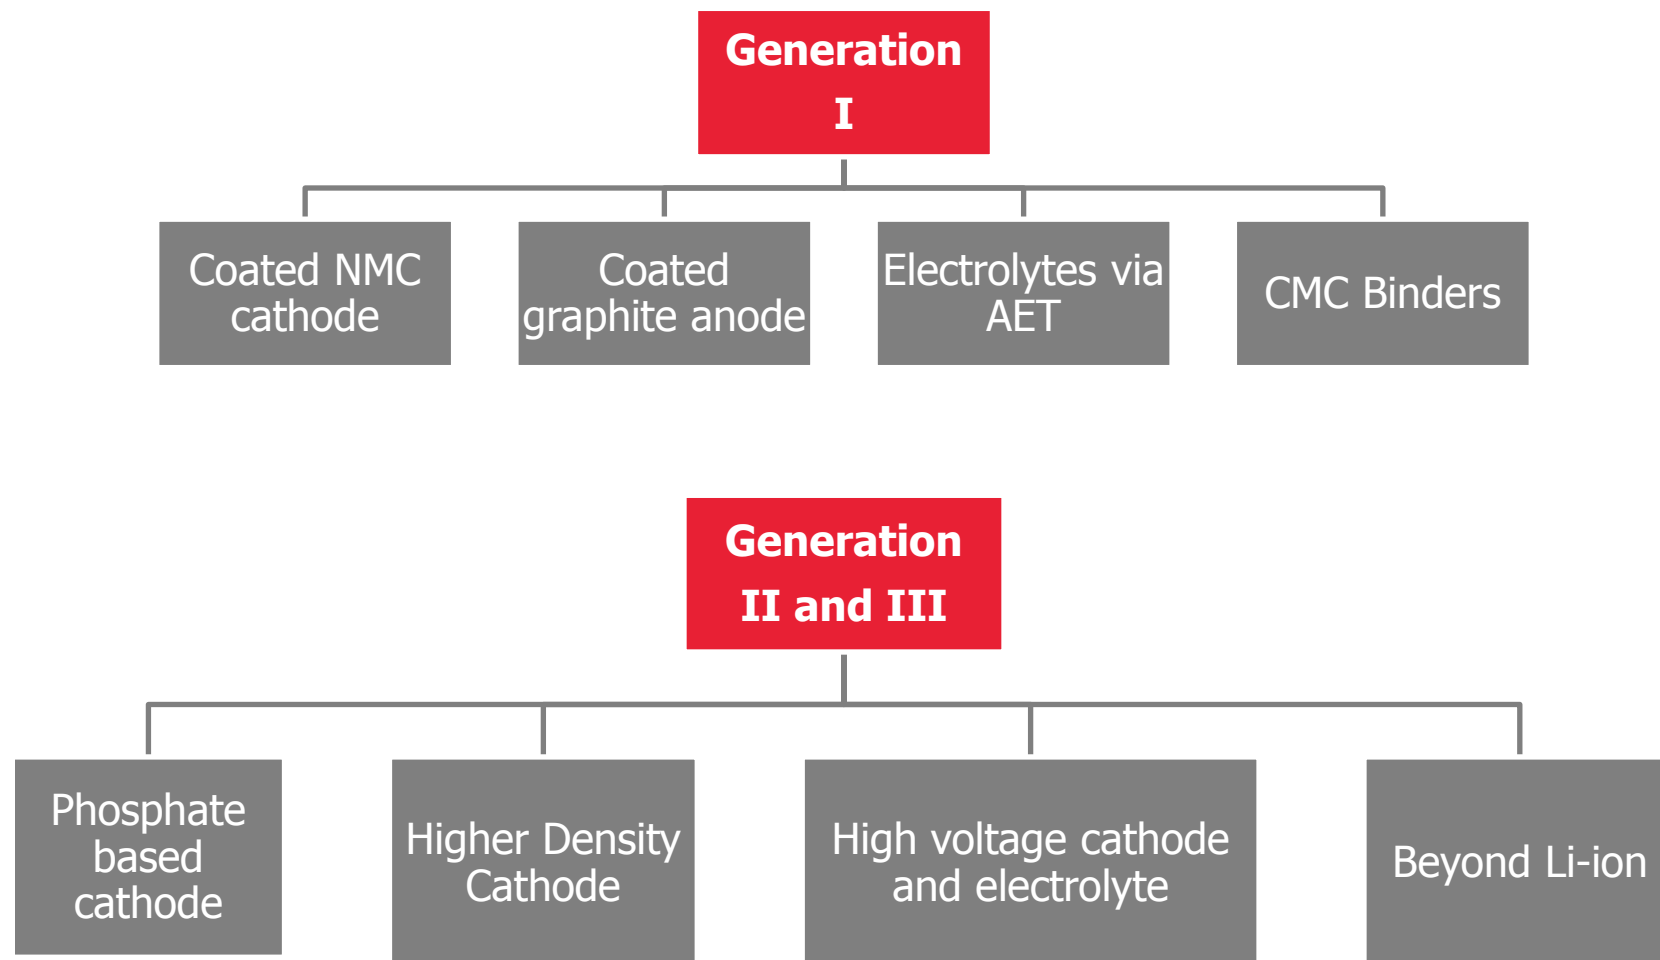 Generation
I
Coated NMC
cathode
Coated
graphite anode
Electrolytes via
AET
CMC Binders
Generation
II and III
Phosphate
based
cathode
Higher Density
Cathode
High voltage cathode
and electrolyte
Beyond Li-ion